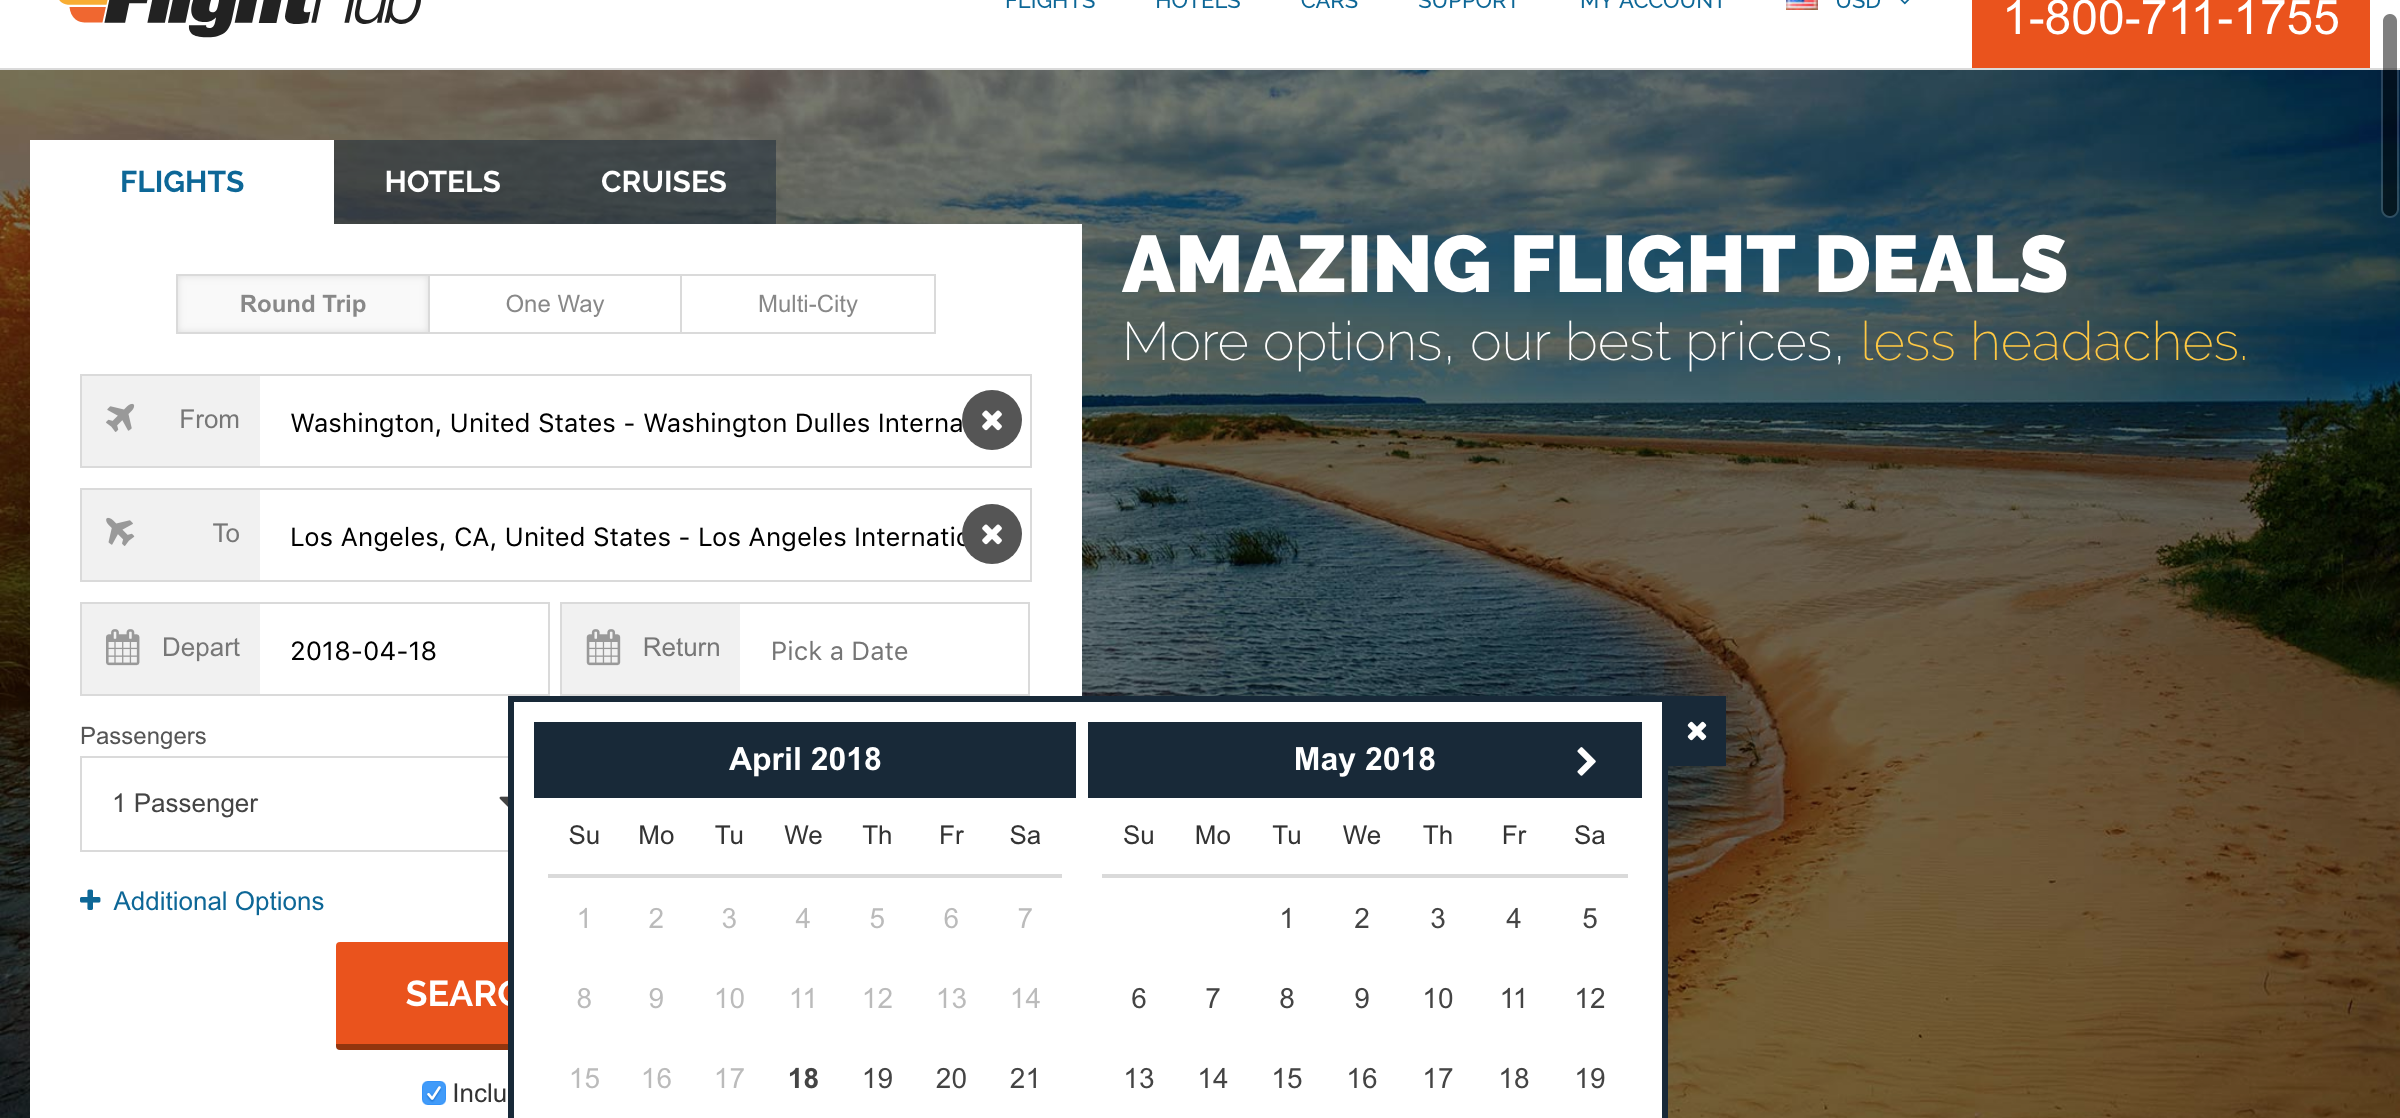 FlightHub
FLIGHTS HOTELS CARS SUPPORT MY ACCOUNT USD
1-800-711-1755
FLIGHTS HOTELS CRUISES
AMAZING FLIGHT DEALS
More options, our best prices, less headaches.
Round Trip One Way Multi-City
From Washington, United States - Washington Dulles Interna
To Los Angeles, CA, United States - Los Angeles Internatio
Depart 2018-04-18 Return Pick a Date
Passengers
1 Passenger
Additional Options
SEARC
Inclu
April 2018 May 2018
Su Mo Tu We Th Fr Sa Su Mo Tu We Th Fr Sa
1 2 3 4 5 6 7 1 2 3 4 5
8 9 10 11 12 13 14 6 7 8 9 10 11 12
15 16 17 18 19 20 21 13 14 15 16 17 18 19